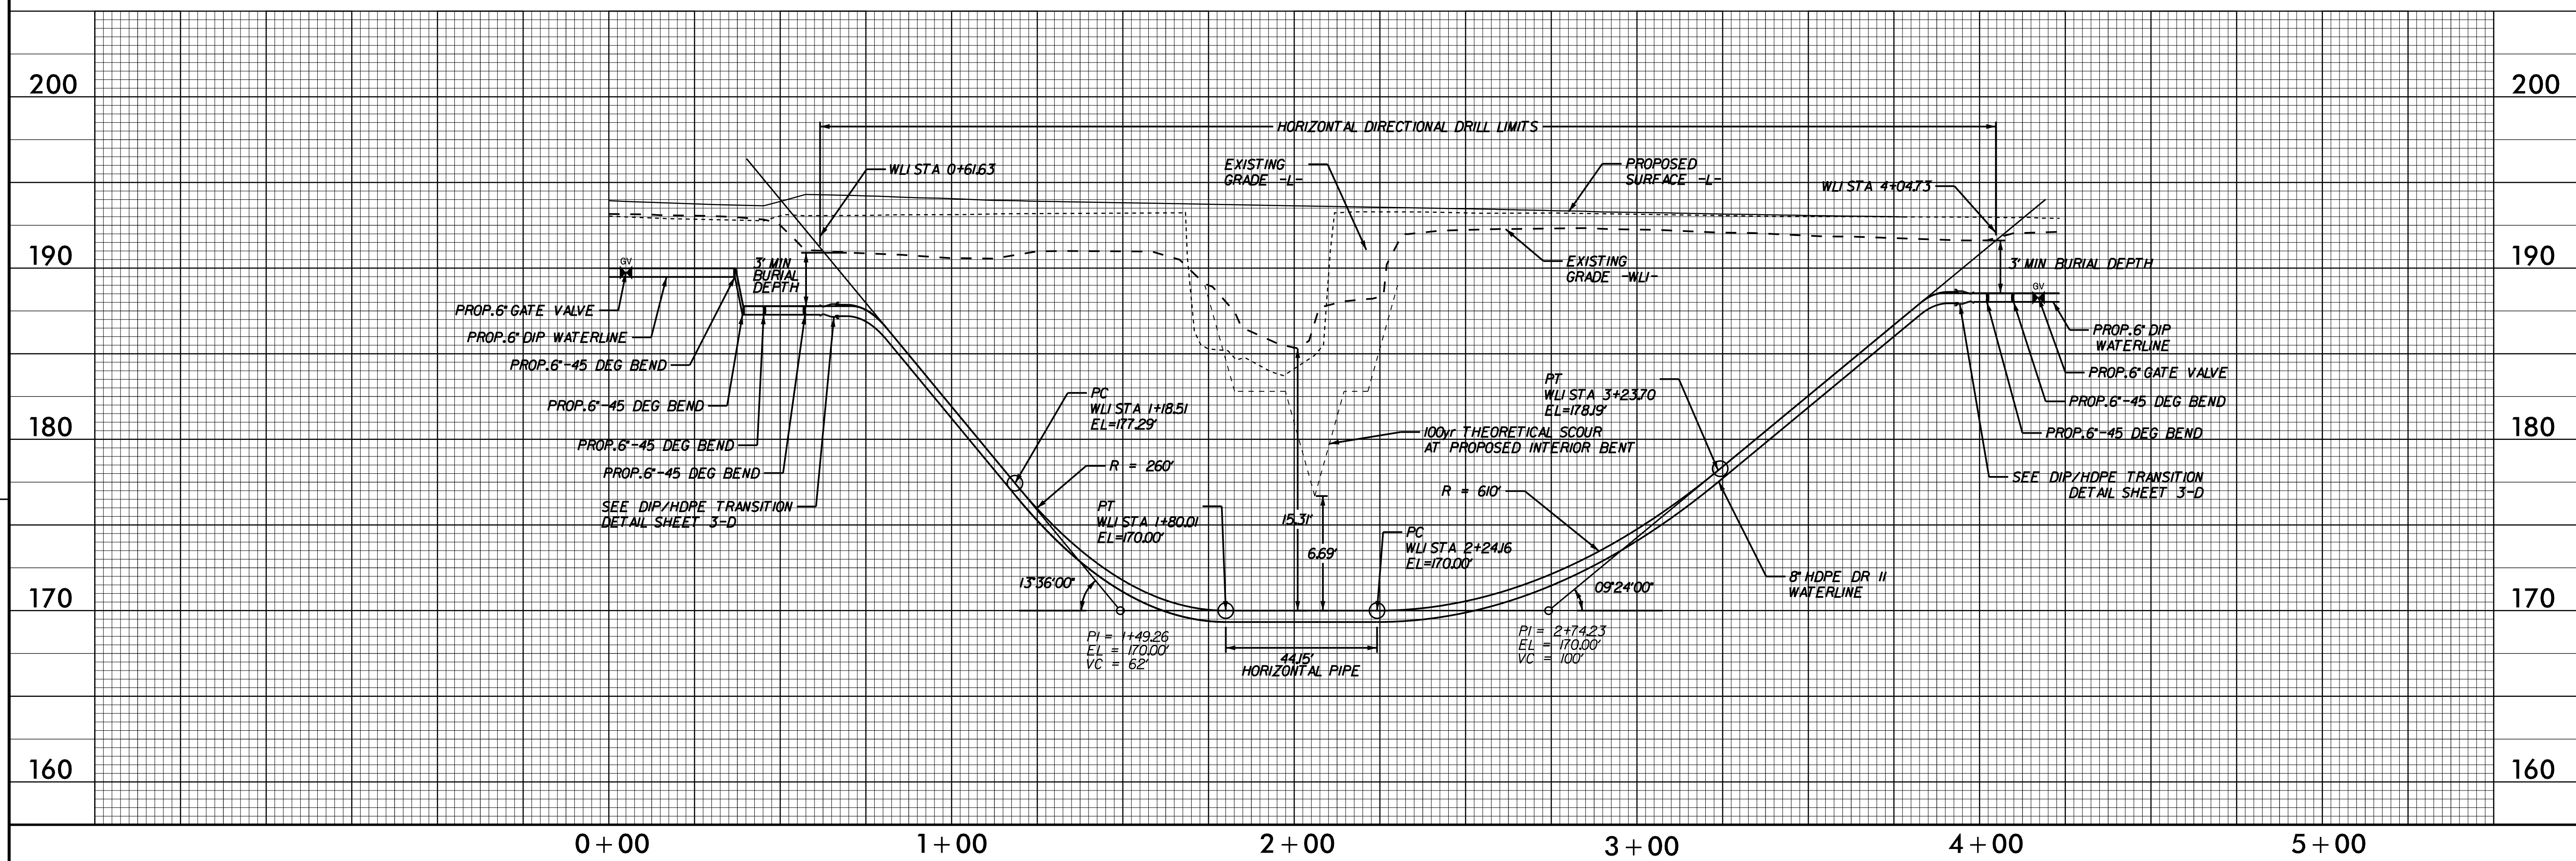 200
200
HORIZONTAL DIRECTIONAL DRILL LIMITS
WLI STA 0+61.63
EXISTING
GRADE -L-
PROPOSED
SURFACE -L-
WLI STA 4+04.73
190
190
GV
3' MIN
BURIAL
DEPTH
EXISTING
GRADE -WLI-
3' MIN BURIAL DEPTH
GV
PROP. 6" GATE VALVE
PROP. 6" DIP WATERLINE
PROP. 6"-45 DEG BEND
PROP. 6"-45 DEG BEND
PROP. 6"-45 DEG BEND
PROP. 6"-45 DEG BEND
SEE DIP/HDPE TRANSITION
DETAIL SHEET 3-D
PROP. 6" DIP
WATERLINE
PROP. 6" GATE VALVE
PROP. 6"-45 DEG BEND
PROP. 6"-45 DEG BEND
SEE DIP/HDPE TRANSITION
DETAIL SHEET 3-D
180
180
PC
WLI STA 1+18.51
EL=177.29'
R = 260'
PT
WLI STA 1+80.01
EL=170.00'
100yr THEORETICAL SCOUR
AT PROPOSED INTERIOR BENT
PT
WLI STA 3+23.70
EL=178.19'
R = 610'
15.31'
6.69'
PC
WLI STA 2+24.16
EL=170.00'
13°36'00"
09°24'00"
8" HDPE DR 11
WATERLINE
170
170
PI = 1+49.26
EL = 170.00'
VC = 62'
44.15'
HORIZONTAL PIPE
PI = 2+74.23
EL = 170.00'
VC = 100'
160
160
0+00
1+00
2+00
3+00
4+00
5+00